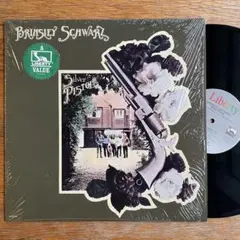 BRINSLEY SCHWARZ
A
LIBERTY
VALUE
Silver
PISTOL
Liberty